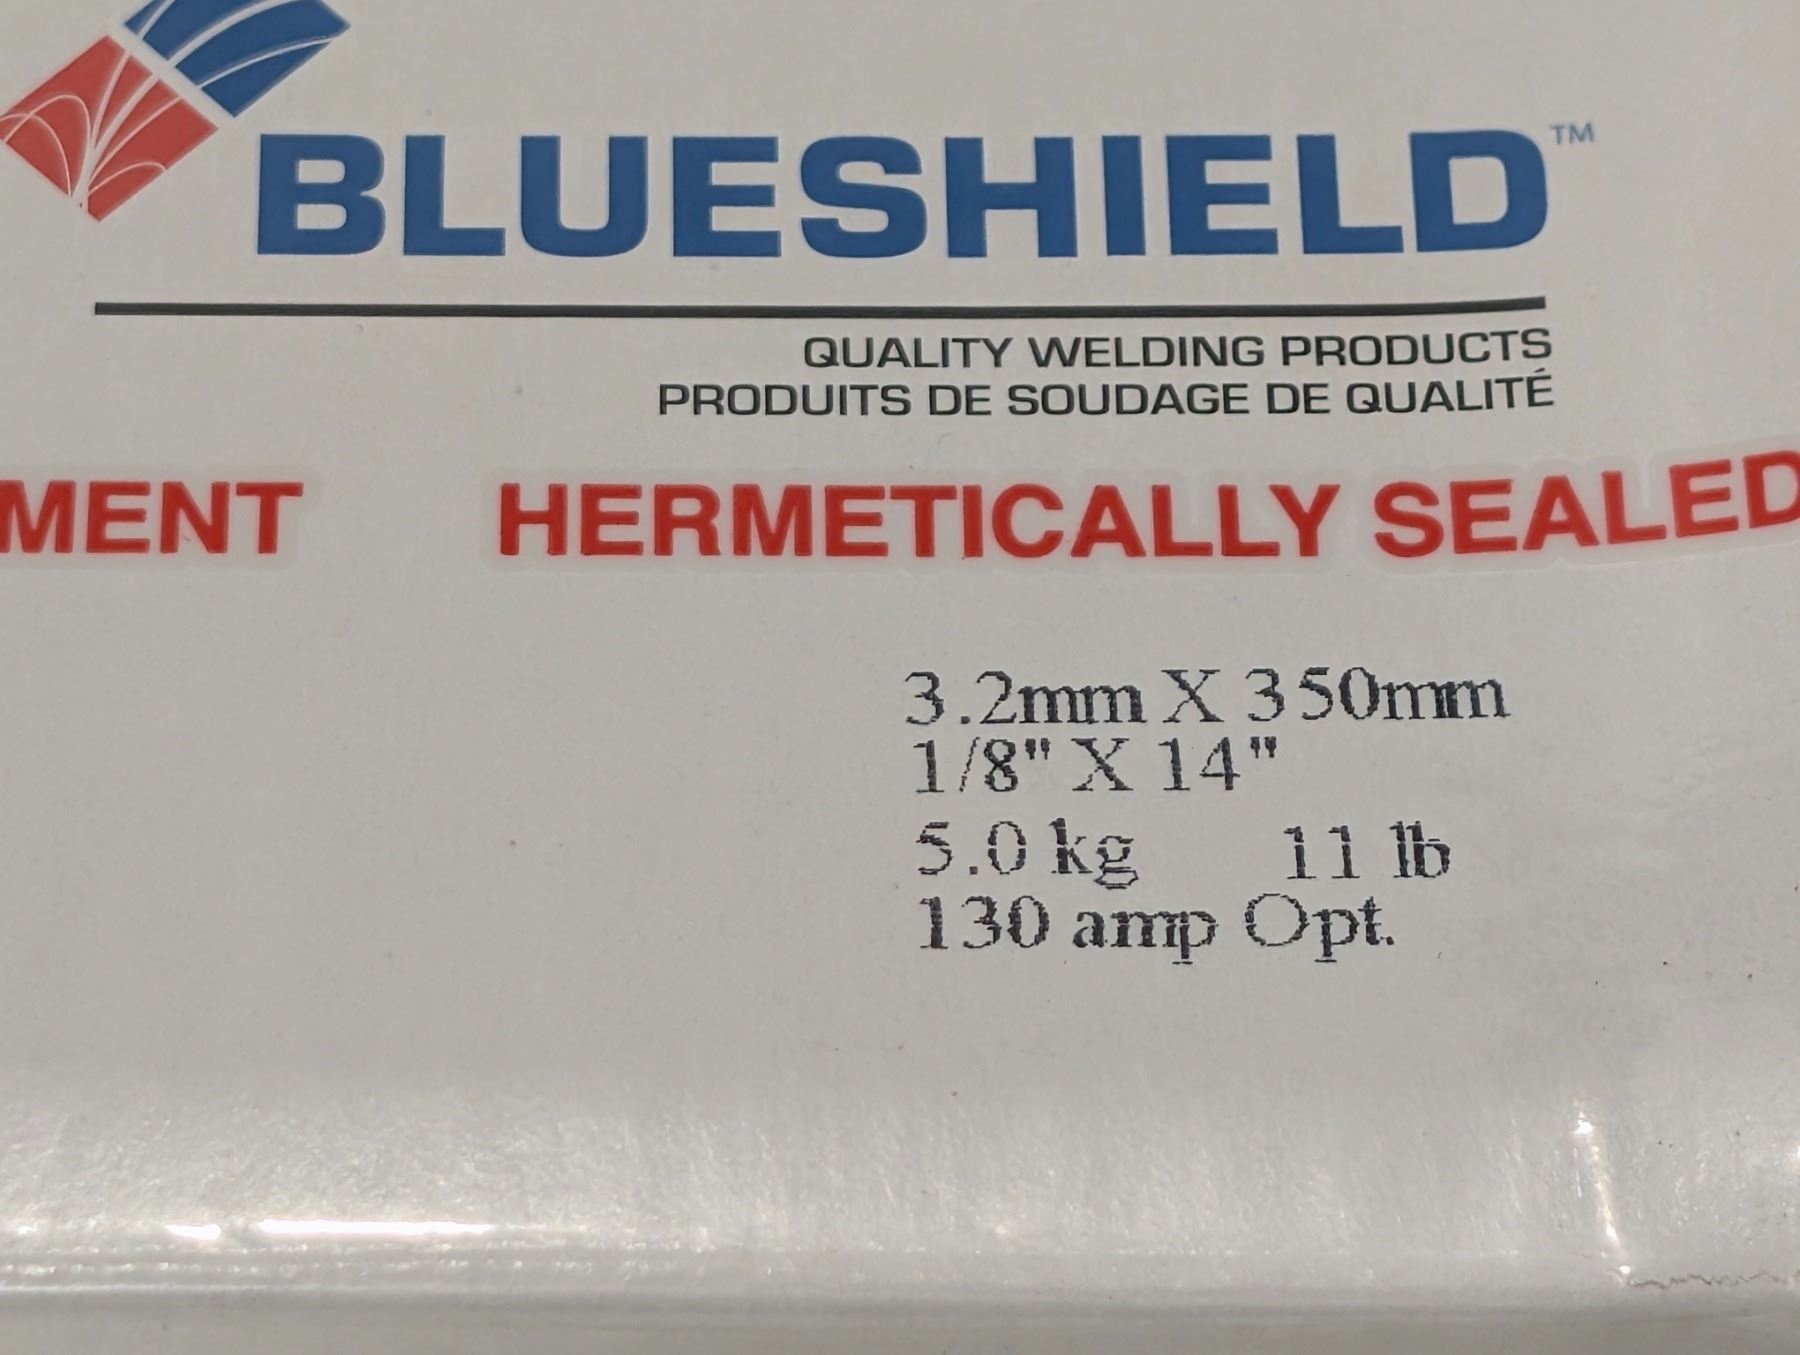 BLUESHIELD™
QUALITY WELDING PRODUCTS
PRODUITS DE SOUDAGE DE QUALITÉ
MENT HERMETICALLY SEALED
3.2mm X 350mm
1/8" X 14"
5.0 kg 11 lb
130 amp Opt.